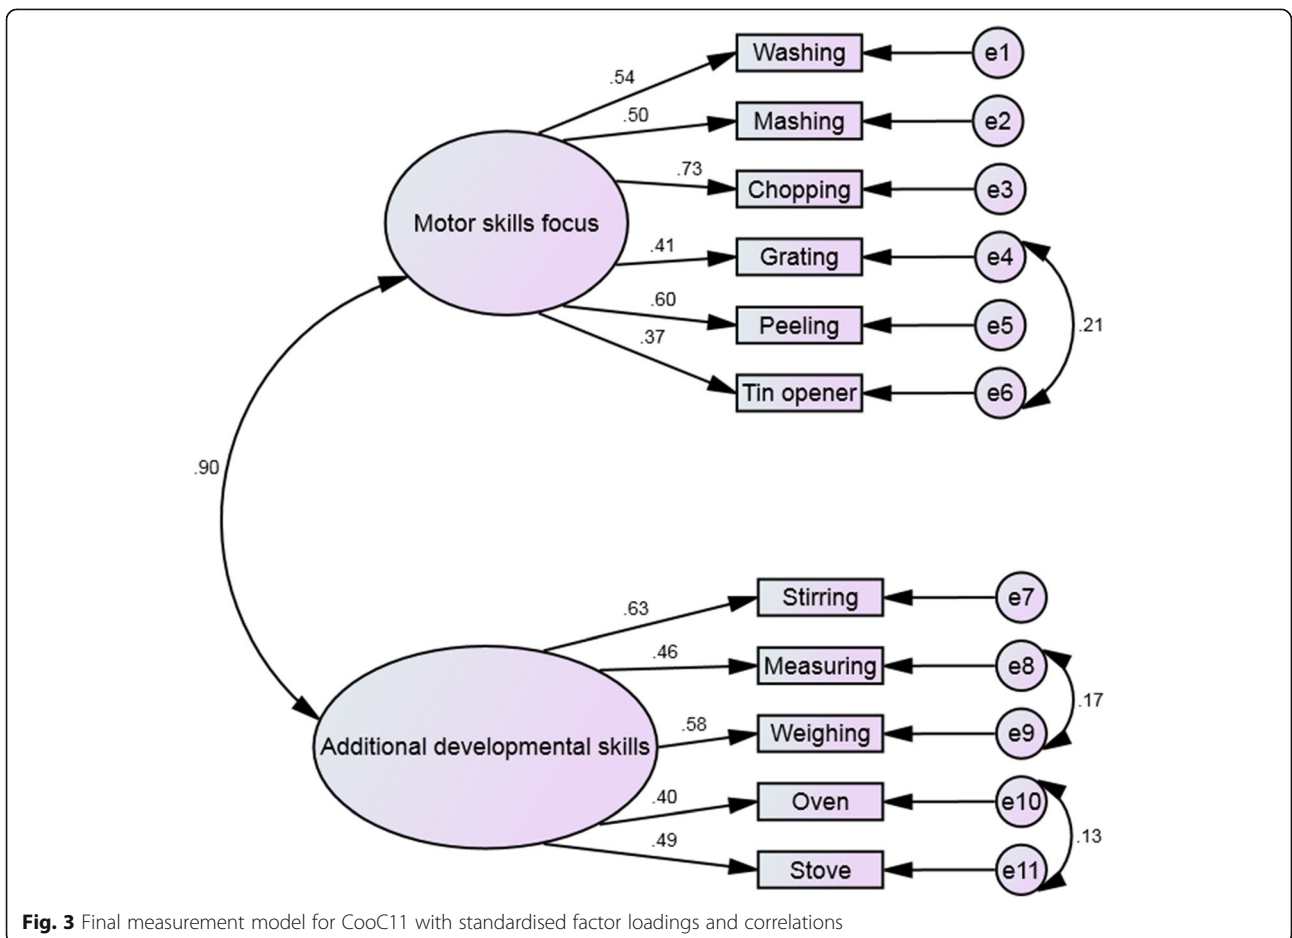 Washing
e1
.54
.50
Mashing
e2
.73
Chopping
e3
Motor skills focus
.41
Grating
e4
.60
Peeling
e5
.21
.37
Tin opener
e6
.90
Stirring
e7
.63
.46
Measuring
e8
.17
.58
Weighing
e9
Additional developmental skills
.40
Oven
e10
.13
.49
Stove
e11
Fig. 3 Final measurement model for CooC11 with standardised factor loadings and correlations